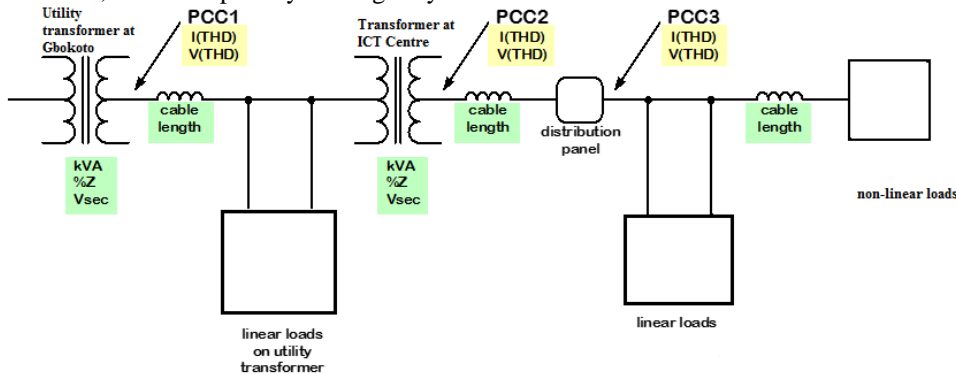 Utility
transformer at
Gbokoto
PCC1
I(THD)
V(THD)
Transformer at
ICT Centre
PCC2
I(THD)
V(THD)
PCC3
I(THD)
V(THD)
cable
length
cable
length
distribution
panel
cable
length
kVA
%Z
Vsec
kVA
%Z
Vsec
non-linear loads
linear loads
on utility
transformer
linear loads